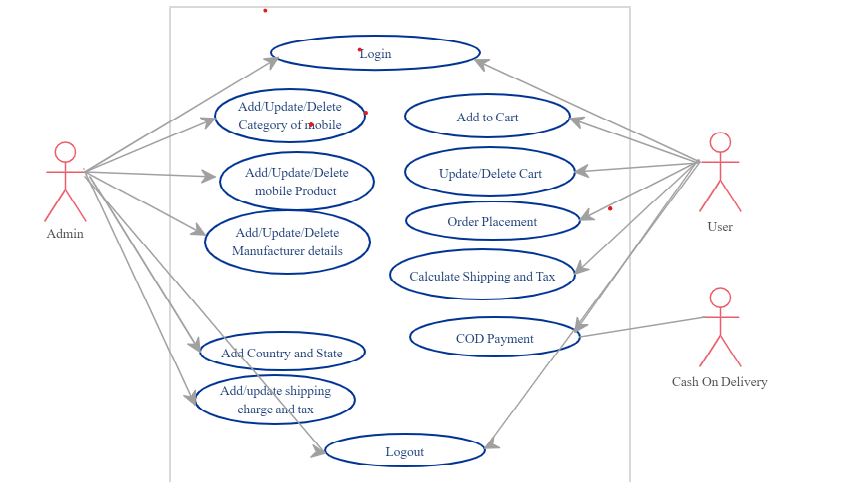 Login
Add/Update/Delete
Category of mobile
Add to Cart
Add/Update/Delete
mobile Product
Update/Delete Cart
Admin
User
Add/Update/Delete
Manufacturer details
Order Placement
Calculate Shipping and Tax
Add Country and State
COD Payment
Cash On Delivery
Add/update shipping
charge and tax
Logout